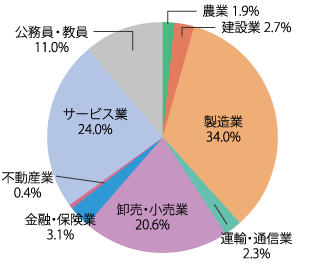 農業 1.9%
建設業 2.7%
製造業
34.0%
運輸・通信業
2.3%
卸売・小売業
20.6%
金融・保険業
3.1%
不動産業
0.4%
サービス業
24.0%
公務員・教員
11.0%